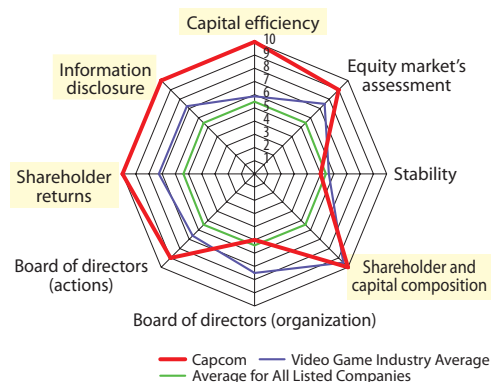 Capital efficiency
10
9
8
7
6
5
4
3
2
Information
disclosure
Equity market's
assessment
Shareholder
returns
Stability
Board of directors
(actions)
Shareholder and
capital composition
Board of directors (organization)
Capcom
Video Game Industry Average
Average for All Listed Companies